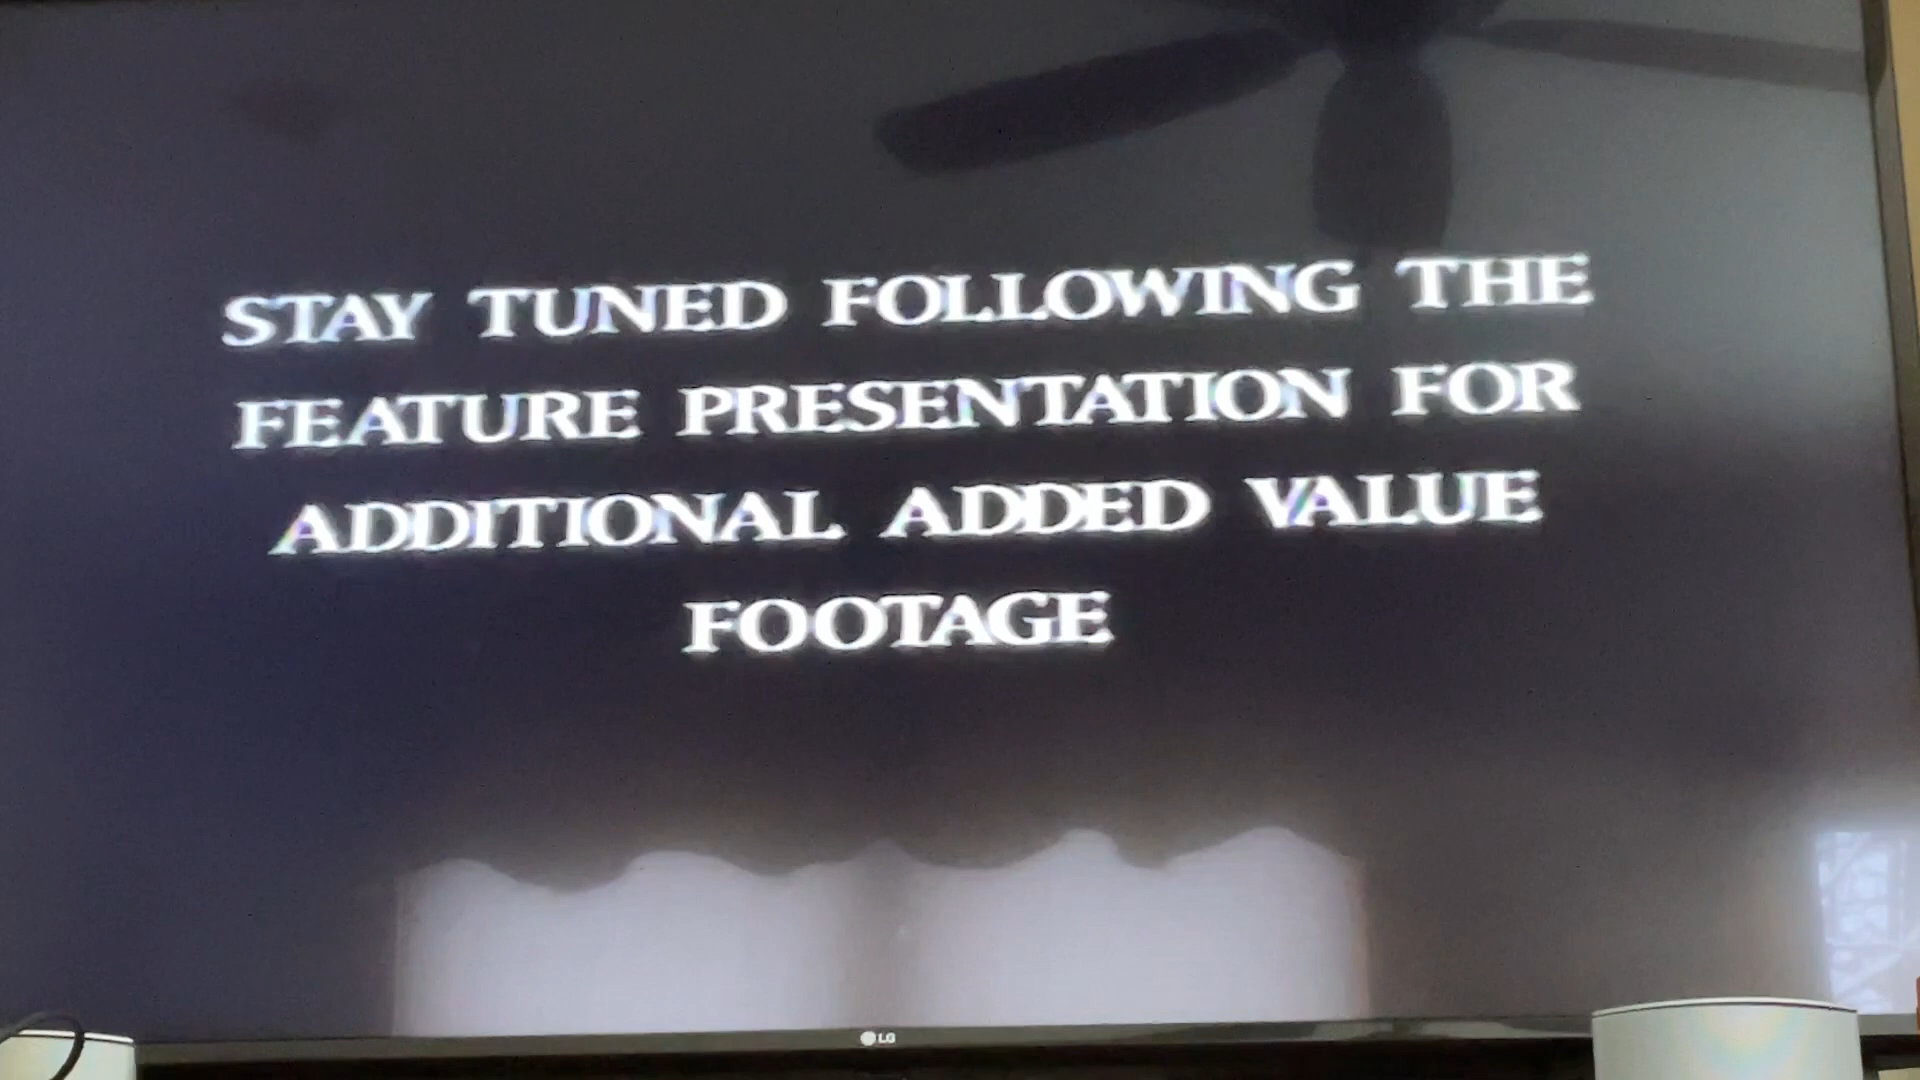 STAY TUNED FOLLOWING THE
FEATURE PRESENTATION FOR
ADDITIONAL ADDED VALUE
FOOTAGE
LG